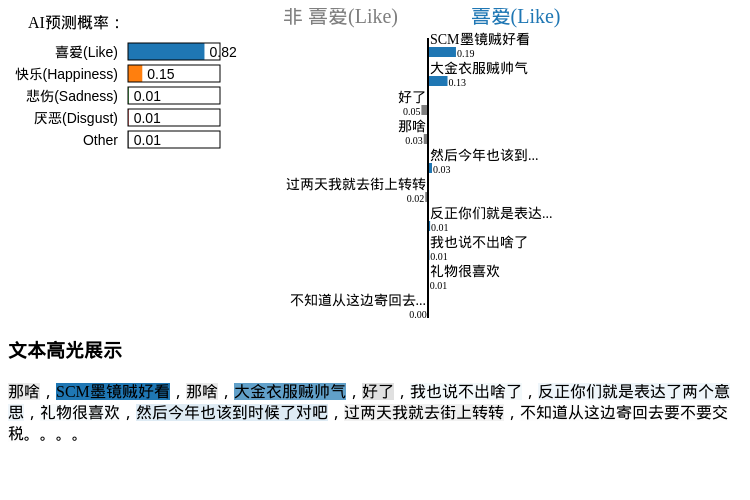 AI预测概率：
喜爱(Like) 0.82
快乐(Happiness) 0.15
悲伤(Sadness) 0.01
厌恶(Disgust) 0.01
Other 0.01
非 喜爱(Like) 喜爱(Like)
SCM墨镜贼好看
0.19
大金衣服贼帅气
0.13
好了
0.05
那啥
0.03
然后今年也该到...
0.03
过两天我就去街上转转
0.02
反正你们就是表达...
0.01
我也说不出啥了
0.01
礼物很喜欢
0.01
不知道从这边寄回去...
0.00
文本高光展示
那啥，SCM墨镜贼好看，那啥，大金衣服贼帅气，好了，我也说不出啥了，反正你们就是表达了两个意
思，礼物很喜欢，然后今年也该到时候了对吧，过两天我就去街上转转，不知道从这边寄回去要不要交
税。。。。